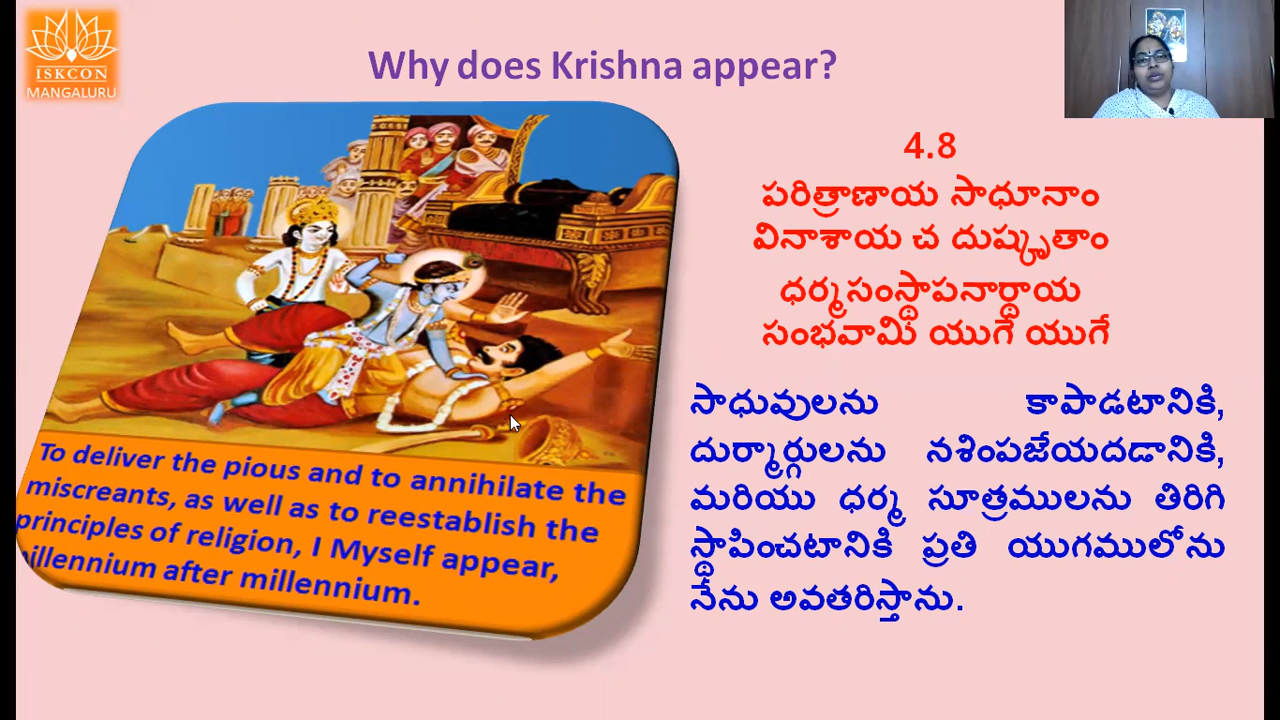 ISKCON
MANGALURU
Why does Krishna appear?
4.8
పరిత్రాణాయ సాధూనాం
వినాశాయ చ దుష్కృతాం
ధర్మసంస్థాపనార్థాయ
సంభవామి యుగే యుగే
సాధువులను కాపాడటానికి,
దుర్మార్గులను నశింపజేయదడానికి,
మరియు ధర్మ సూత్రములను తిరిగి
స్థాపించటానికి ప్రతి యుగములోను
నేను అవతరిస్తాను.
To deliver the pious and to annihilate the
miscreants, as well as to reestablish the
principles of religion, I Myself appear,
illennium after millennium.